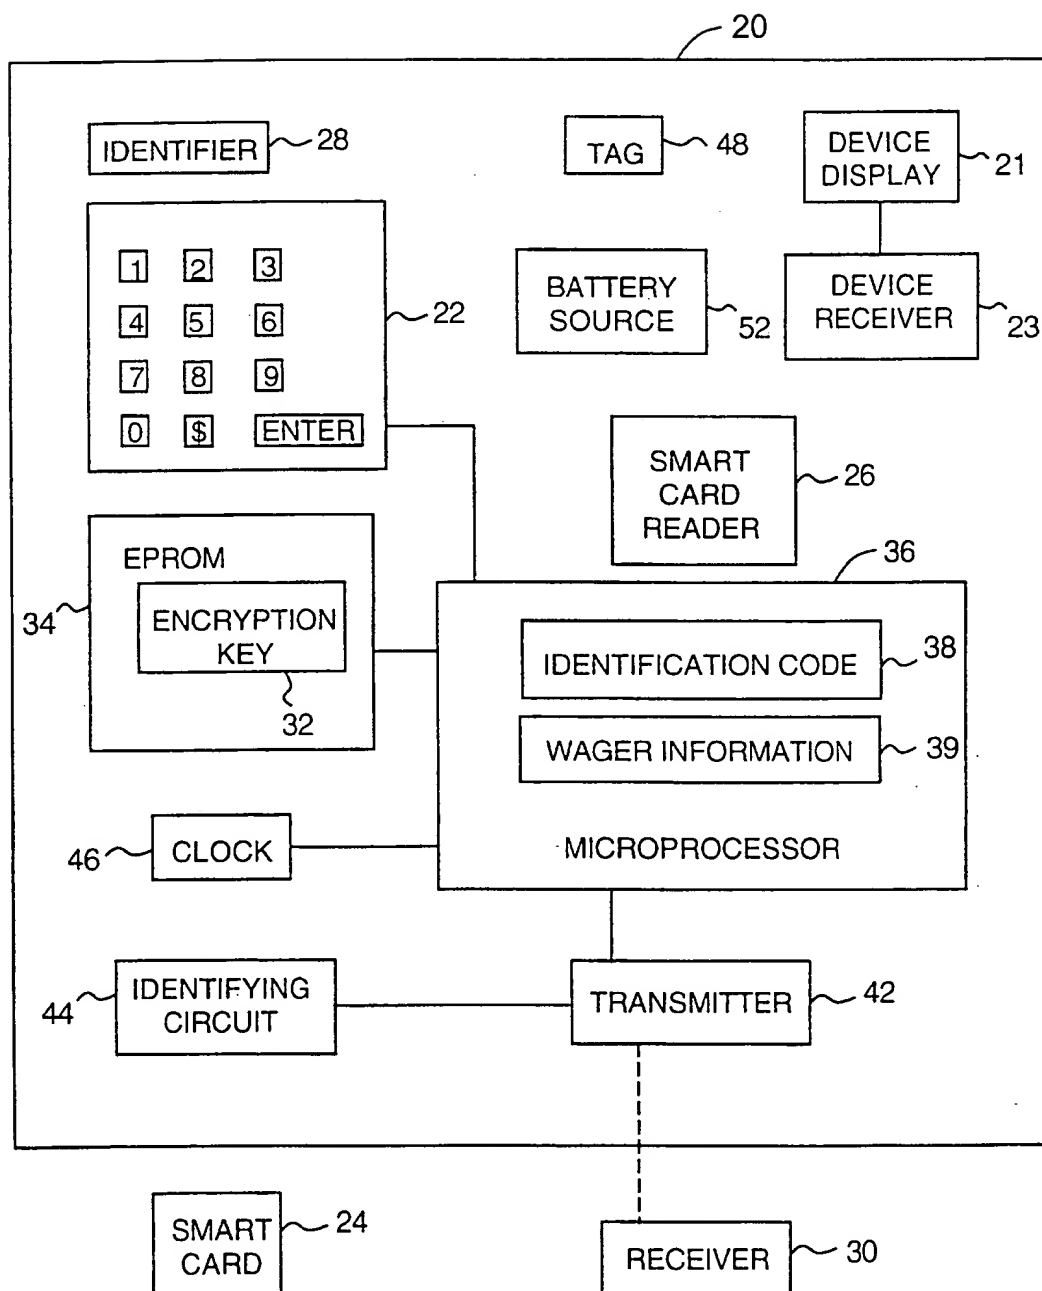 20
IDENTIFIER
28
TAG
48
DEVICE
DISPLAY
21
1 2 3
4 5 6
7 8 9
0 $ ENTER
22
BATTERY
SOURCE
52
DEVICE
RECEIVER
23
SMART
CARD
READER
26
EPROM
ENCRYPTION
KEY
34
32
36
IDENTIFICATION CODE
38
WAGER INFORMATION
39
MICROPROCESSOR
46
CLOCK
44
IDENTIFYING
CIRCUIT
TRANSMITTER
42
SMART
CARD
24
RECEIVER
30